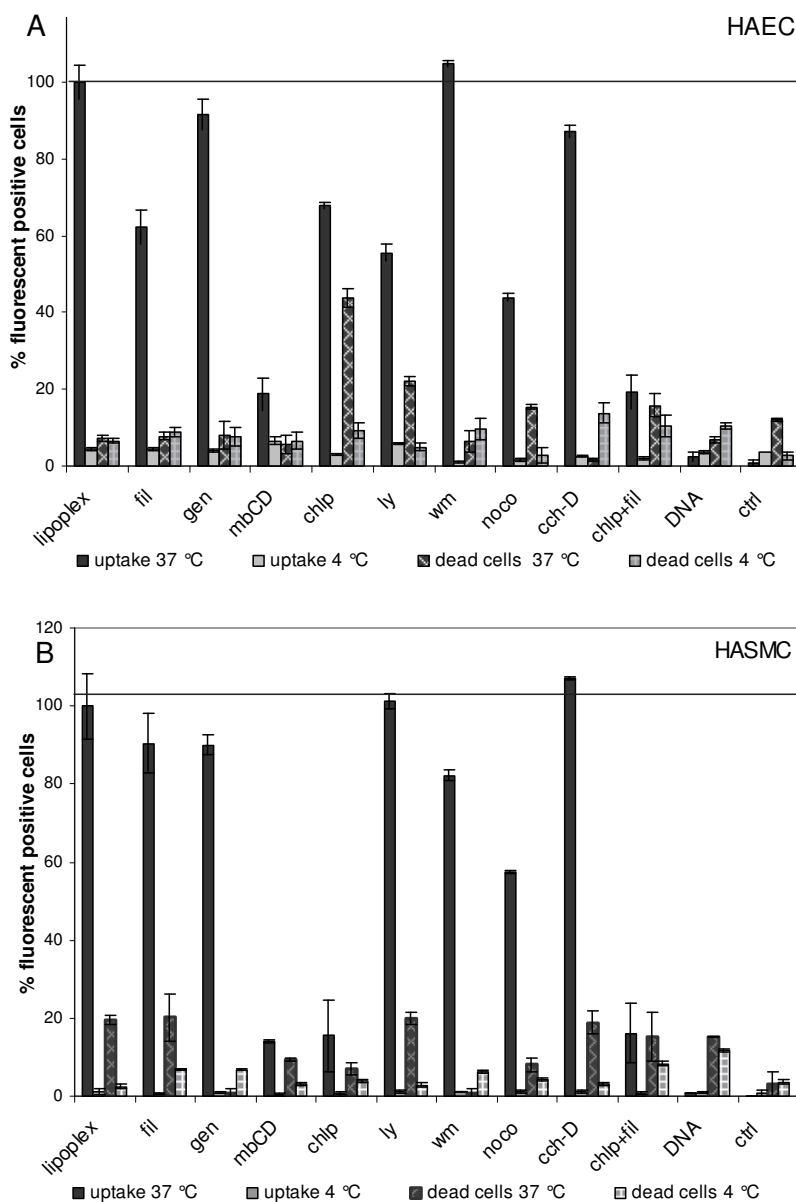 A
HAEC
% fluorescent positive cells
100
80
60
40
20
0
lipoplex
fil
gen
mbCD
chlp
ly
wm
noco
cch-D
chlp+fil
DNA
ctrl
uptake 37 °C
uptake 4 °C
dead cells 37 °C
dead cells 4 °C
B
HASMC
% fluorescent positive cells
120
100
80
60
40
20
0
lipoplex
fil
gen
mbCD
chlp
ly
wm
noco
cch-D
chlp+fil
DNA
ctrl
uptake 37 °C
uptake 4 °C
dead cells 37 °C
dead cells 4 °C